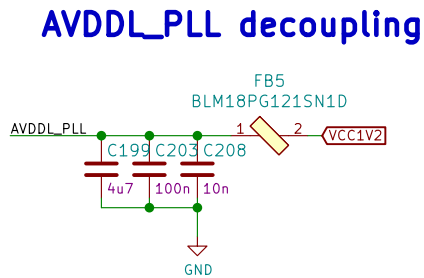 AVDDL_PLL decoupling
FB5
BLM18PG121SN1D
AVDDL_PLL
1
2
VCC1V2
C199
C203
C208
4u7
100n
10n
GND